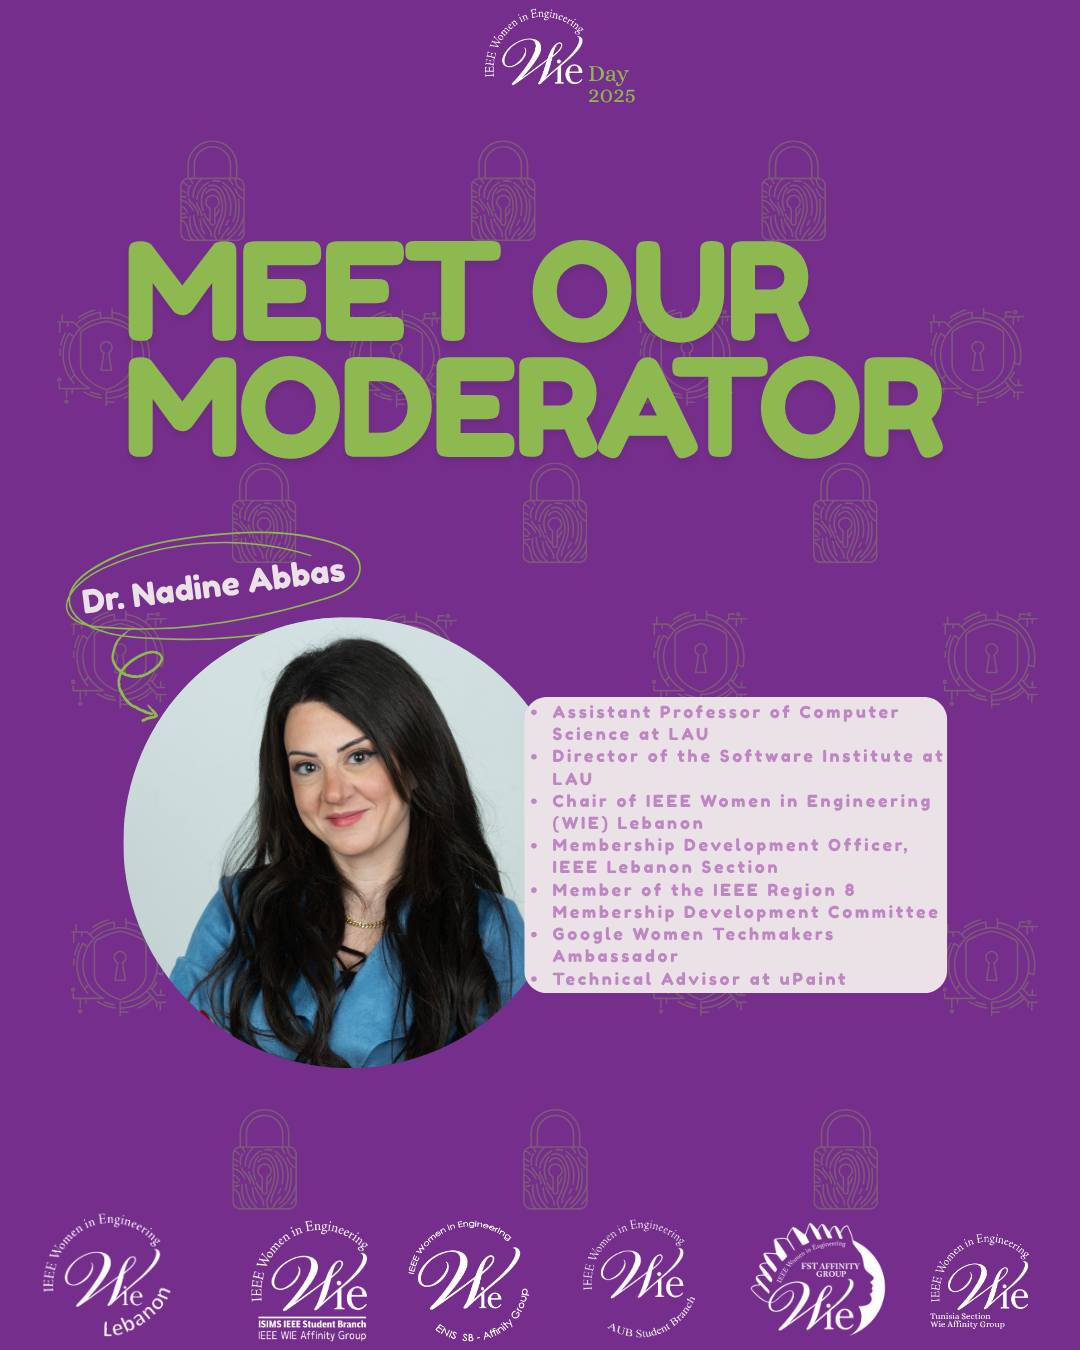 IEEE Women in Engineering
Wie Day
2025
MEET OUR
MODERATOR
Dr. Nadine Abbas
• Assistant Professor of Computer
Science at LAU
• Director of the Software Institute at
LAU
• Chair of IEEE Women in Engineering
(WIE) Lebanon
• Membership Development Officer,
IEEE Lebanon Section
• Member of the IEEE Region 8
Membership Development Committee
• Google Women Techmakers
Ambassador
• Technical Advisor at uPaint
IEEE Women in Engineering
Wie
Lebanon
IEEE Women in Engineering
Wie
ISIMS IEEE Student Branch
IEEE WIE Affinity Group
IEEE Women in Engineering
Wie
ENIS SB - Affinity Group
IEEE Women in Engineering
Wie
AUB Student Branch
IEEE Women in Engineering
FST AFFINITY
GROUP
Wie
IEEE Women in Engineering
Wie
Tunisia Section
Wie Affinity Group